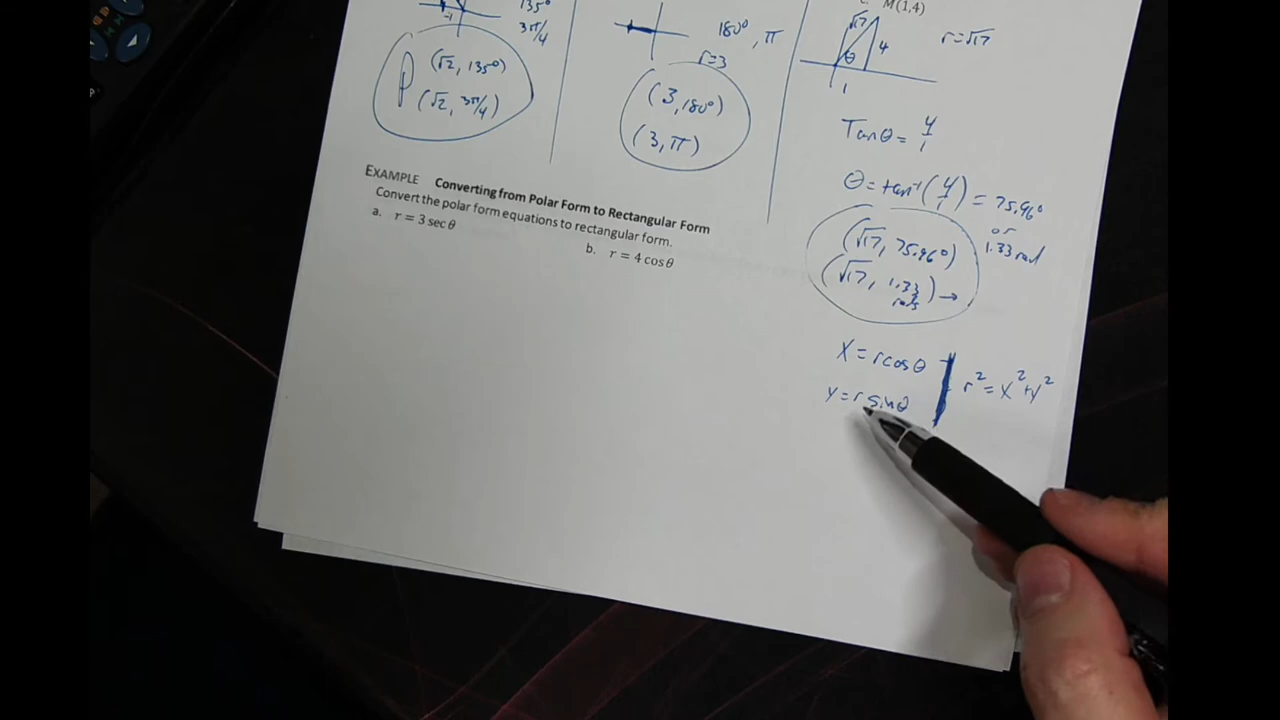 135°
3π/4
P (√2, 135°)
(√2, 3π/4)
-1
180°, π
r=3
(3, 180°)
(3, π)
M(1,4)
√17
4
θ
1
r=√17
Tanθ = 4/1
θ = tan⁻¹(4/1) = 75.96°
or
1.33 rad
(√17, 75.96°)
(√17, 1.33 rads) →
EXAMPLE Converting from Polar Form to Rectangular Form
Convert the polar form equations to rectangular form.
a. r = 3 sec θ
b. r = 4 cos θ
X = rcosθ
y = r sinθ
r² = x² + y²